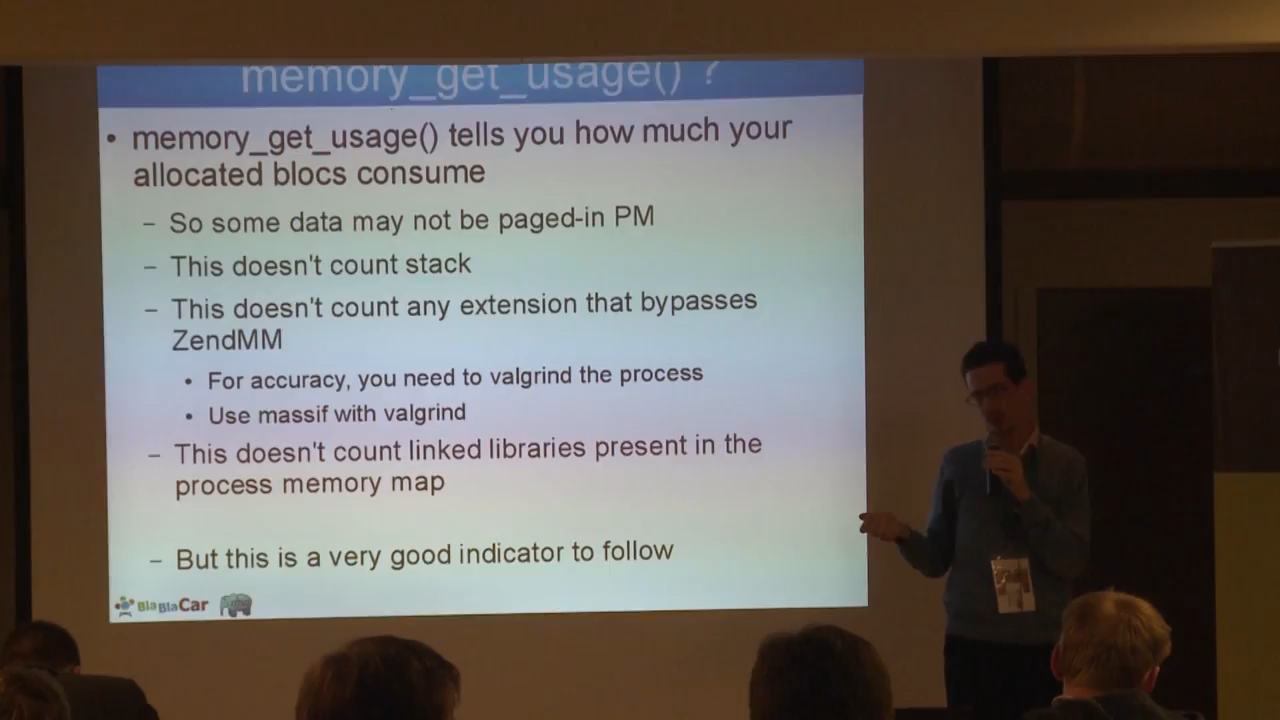 memory_get_usage() ?
• memory_get_usage() tells you how much your
allocated blocs consume
– So some data may not be paged-in PM
– This doesn't count stack
– This doesn't count any extension that bypasses
ZendMM
• For accuracy, you need to valgrind the process
• Use massif with valgrind
– This doesn't count linked libraries present in the
process memory map
– But this is a very good indicator to follow
BlaBlaCar